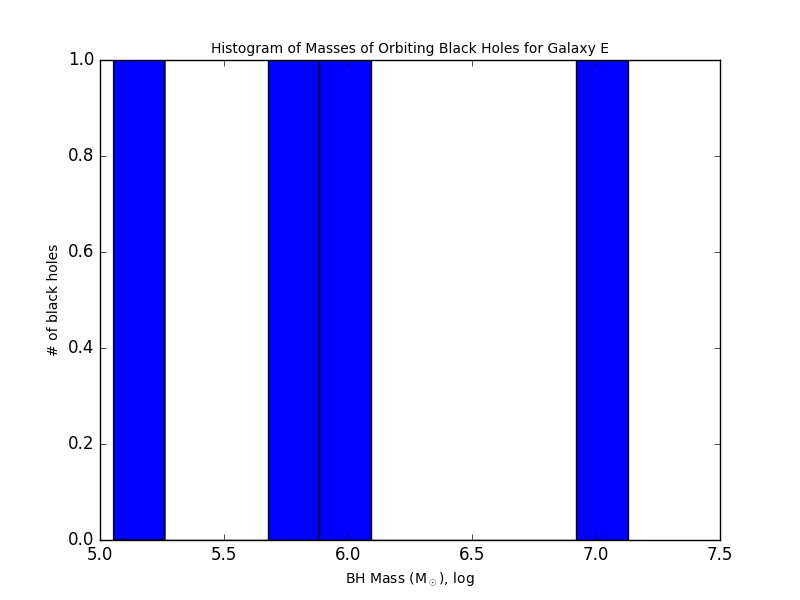 Histogram of Masses of Orbiting Black Holes for Galaxy E
1.0
0.8
0.6
0.4
0.2
0.0
# of black holes
5.0 5.5 6.0 6.5 7.0 7.5
BH Mass (M☉), log